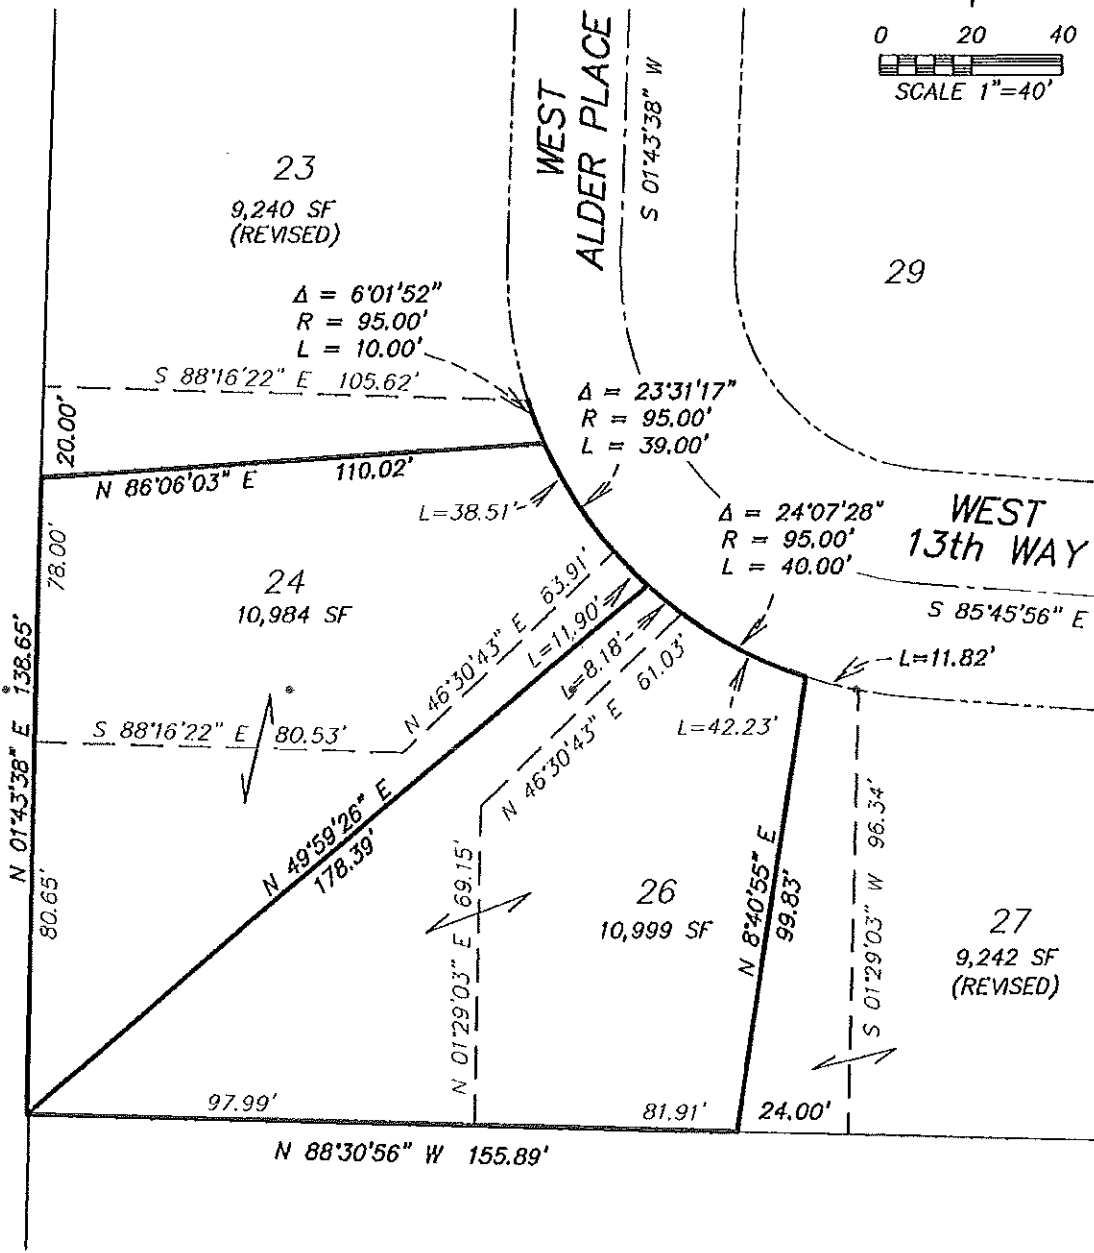 0 20 40
SCALE 1"=40'
WEST
ALDER PLACE
S 01°43'38" W
23
9,240 SF
(REVISED)
29
Δ = 6°01'52"
R = 95.00'
L = 10.00'
S 88°16'22" E 105.62'
Δ = 23°31'17"
R = 95.00'
L = 39.00'
20.00'
N 86°06'03" E 110.02'
L=38.51'
Δ = 24°07'28"
R = 95.00'
L = 40.00'
WEST
13th WAY
S 85°45'56" E
78.00'
24
10,984 SF
N 46°30'43" E 63.91'
L=11.90'
L=8.18'
N 46°30'43" E 61.03'
L=11.82'
L=42.23'
N 01°43'38" E 138.65'
S 88°16'22" E 80.53'
N 49°59'26" E
178.39'
80.65'
N 01°29'03" E 69.15'
26
10,999 SF
N 8°40'55" E
99.83'
S 01°29'03" W 96.34'
27
9,242 SF
(REVISED)
97.99'
81.91'
24.00'
N 88°30'56" W 155.89'